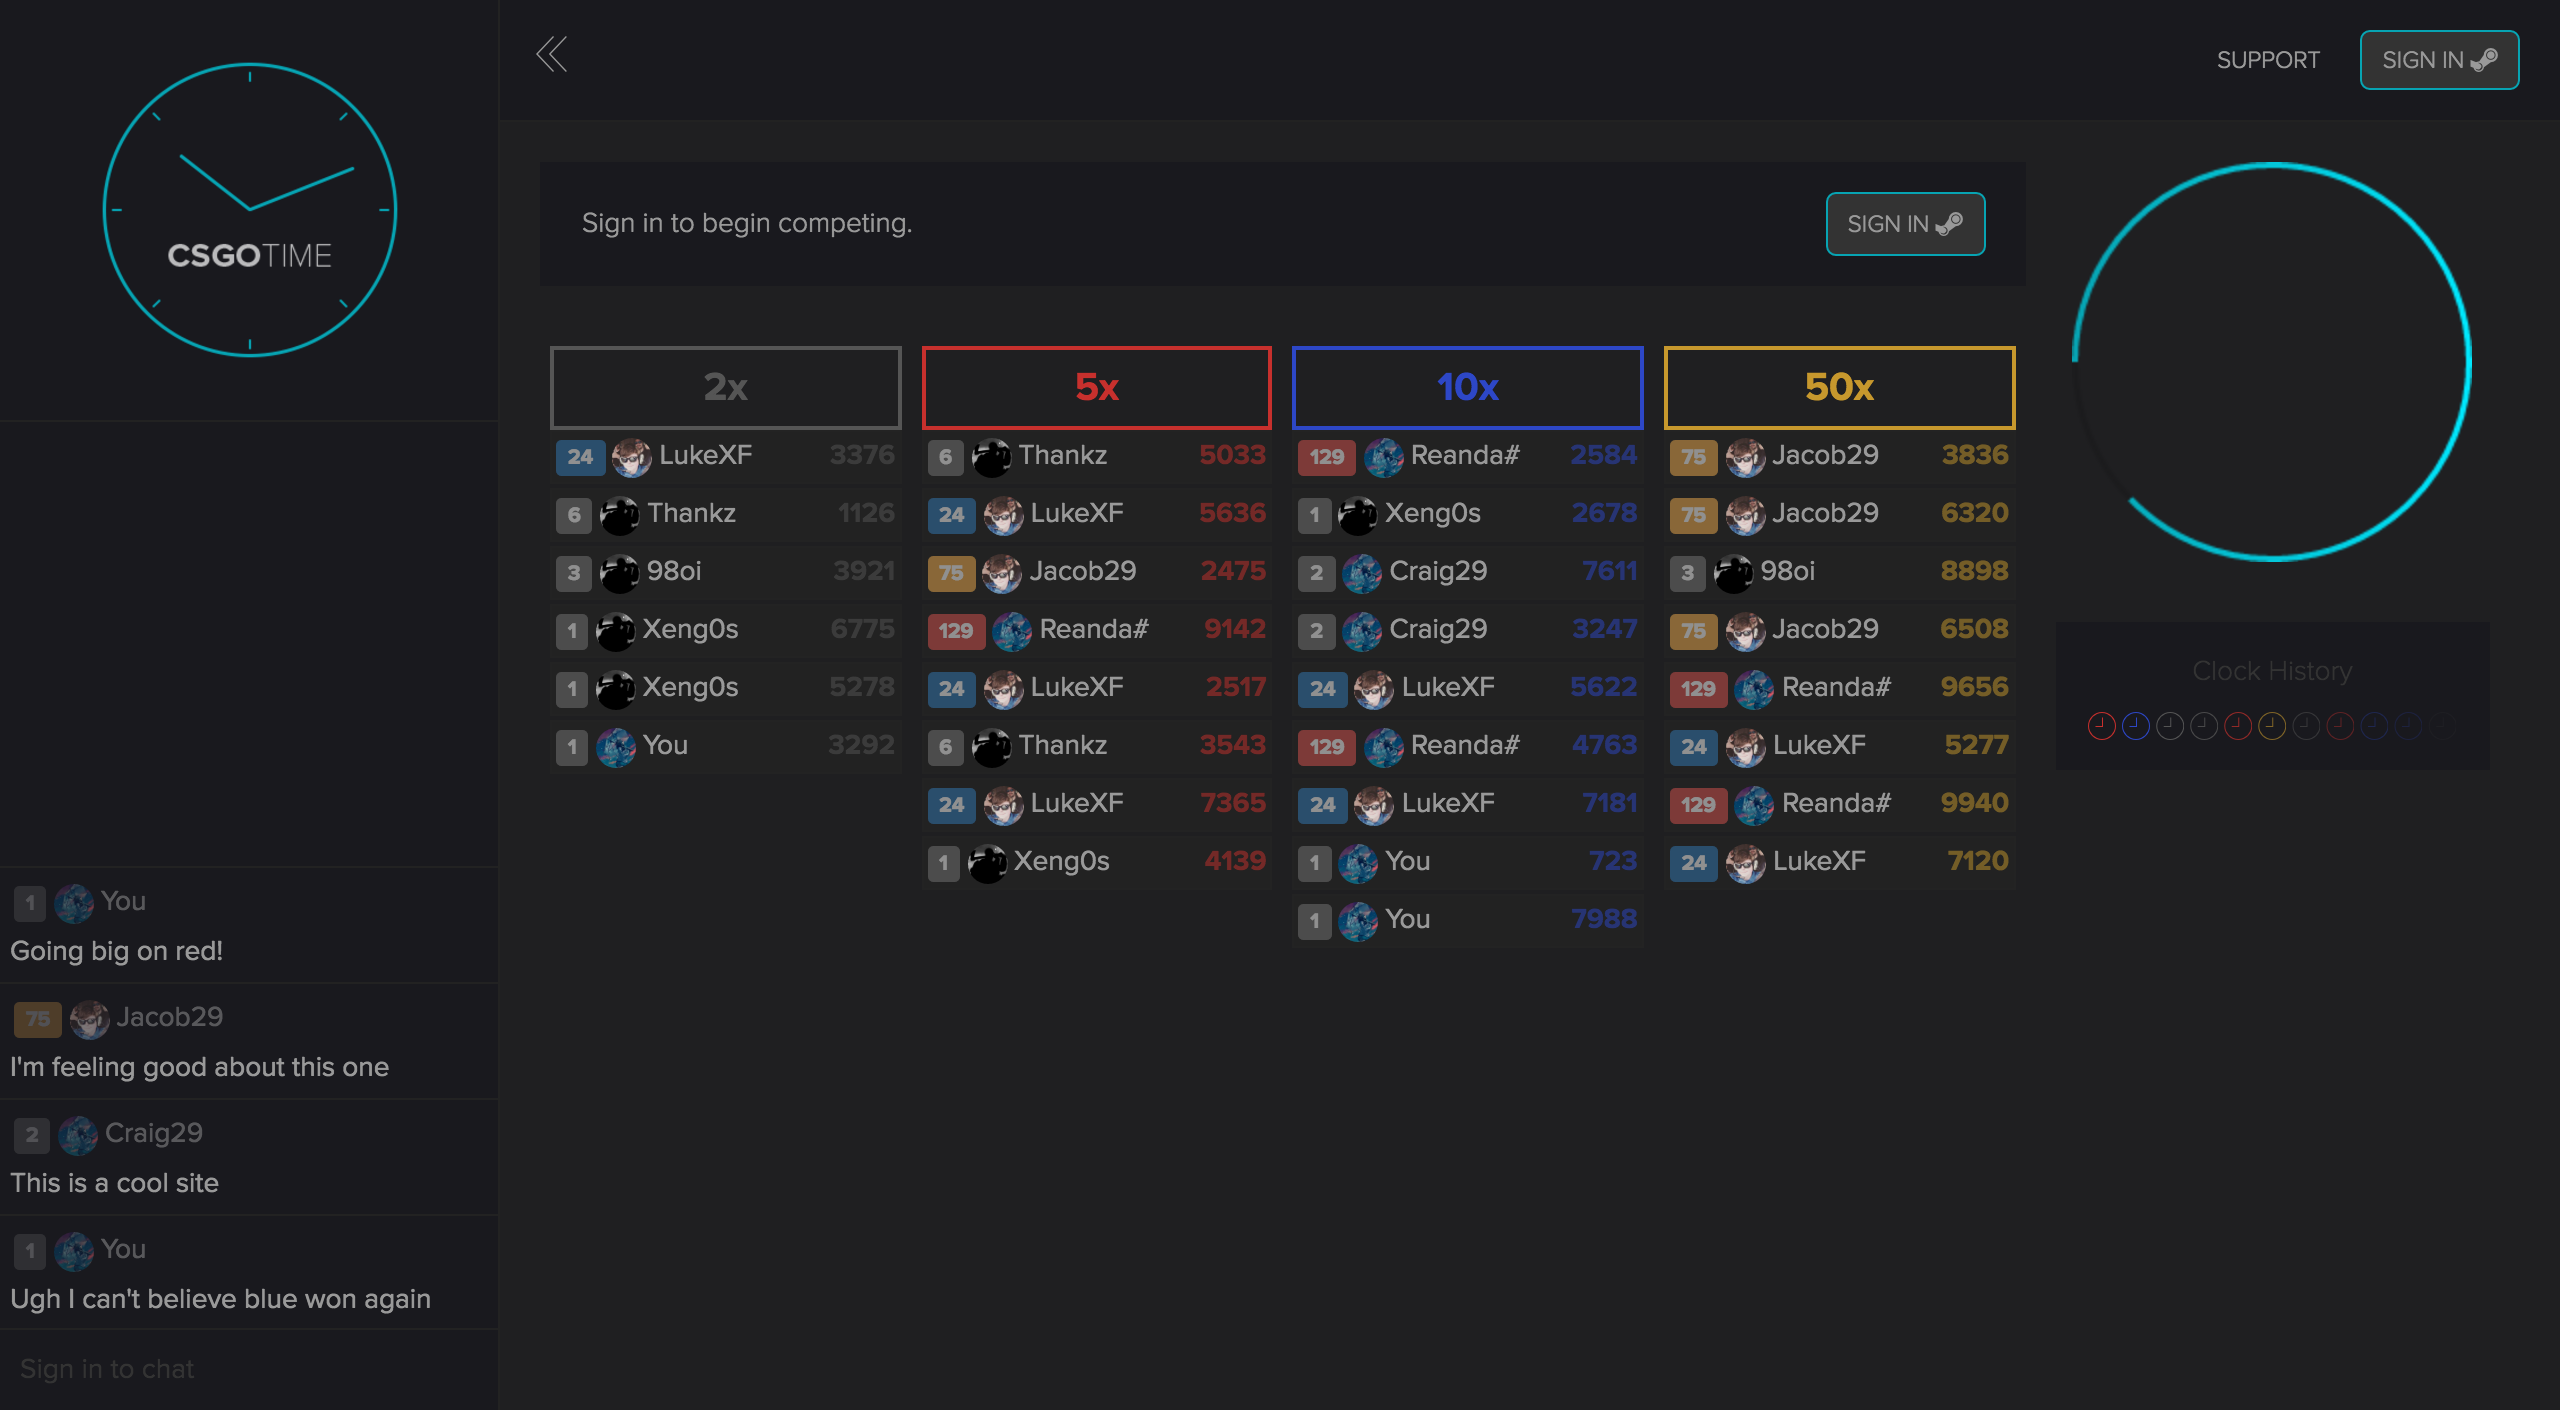 CSGOTIME
SUPPORT
SIGN IN
Sign in to begin competing.
SIGN IN
2x
24 LukeXF 3376
6 Thankz 1126
3 98oi 3921
1 Xeng0s 6775
1 Xeng0s 5278
1 You 3292
5x
6 Thankz 5033
24 LukeXF 5636
75 Jacob29 2475
129 Reanda# 9142
24 LukeXF 2517
6 Thankz 3543
24 LukeXF 7365
1 Xeng0s 4139
10x
129 Reanda# 2584
1 Xeng0s 2678
2 Craig29 7611
2 Craig29 3247
24 LukeXF 5622
129 Reanda# 4763
24 LukeXF 7181
1 You 723
1 You 7988
50x
75 Jacob29 3836
75 Jacob29 6320
3 98oi 8898
75 Jacob29 6508
129 Reanda# 9656
24 LukeXF 5277
129 Reanda# 9940
24 LukeXF 7120
Clock History
1 You
Going big on red!
75 Jacob29
I'm feeling good about this one
2 Craig29
This is a cool site
1 You
Ugh I can't believe blue won again
Sign in to chat